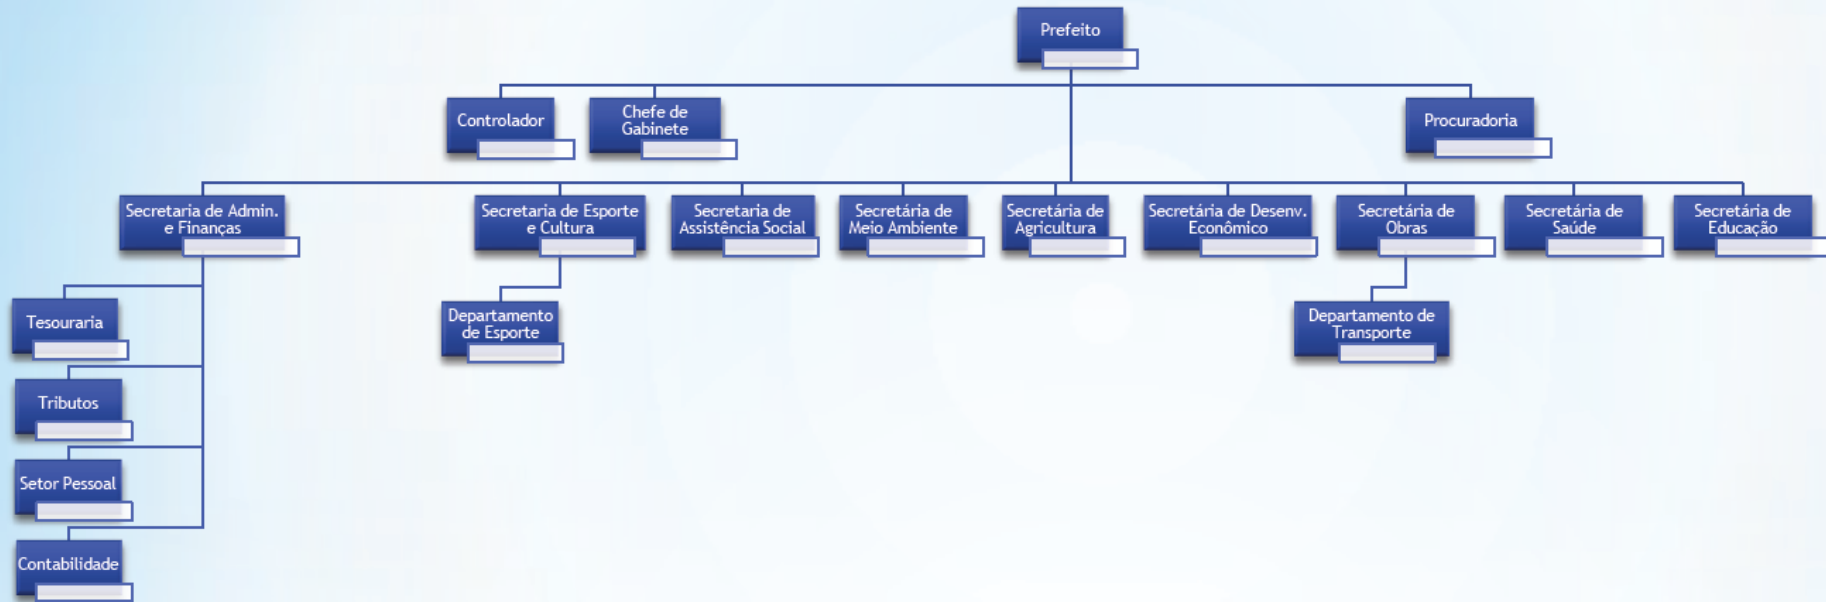 Prefeito
Controlador
Chefe de
Gabinete
Procuradoria
Secretaria de Admin.
e Finanças
Secretaria de Esporte
e Cultura
Secretaria de
Assistência Social
Secretária de
Meio Ambiente
Secretária de
Agricultura
Secretária de Desenv.
Econômico
Secretária de
Obras
Secretária de
Saúde
Secretária de
Educação
Tesouraria
Departamento
de Esporte
Departamento de
Transporte
Tributos
Setor Pessoal
Contabilidade